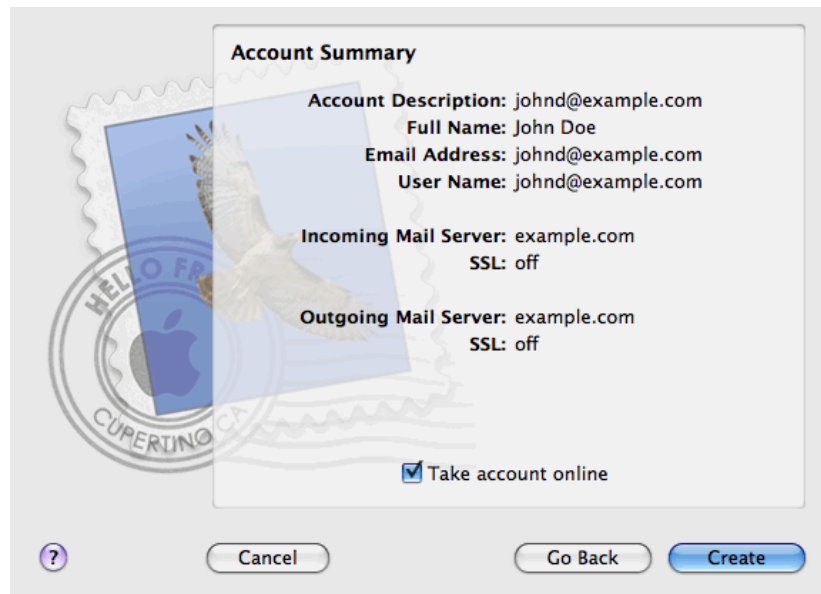 Account Summary
Account Description: johnd@example.com
Full Name: John Doe
Email Address: johnd@example.com
User Name: johnd@example.com
Incoming Mail Server: example.com
SSL: off
Outgoing Mail Server: example.com
SSL: off
HELLO FR
CUPERTINO CA
Take account online
?
Cancel
Go Back
Create